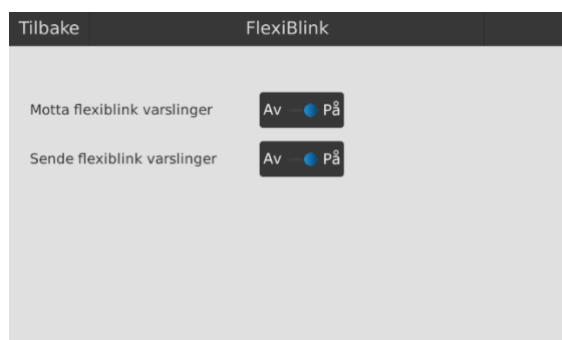 Tilbake FlexiBlink
Motta flexiblink varslinger Av På
Sende flexiblink varslinger Av På